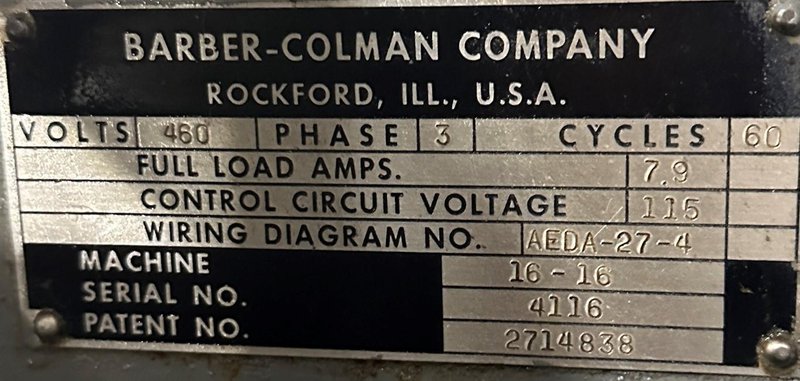 BARBER-COLMAN COMPANY
ROCKFORD, ILL., U.S.A.
VOLTS 460 PHASE 3 CYCLES 60
FULL LOAD AMPS. 7.9
CONTROL CIRCUIT VOLTAGE 115
WIRING DIAGRAM NO. AEDA-27-4
MACHINE 16-16
SERIAL NO. 4116
PATENT NO. 2714838